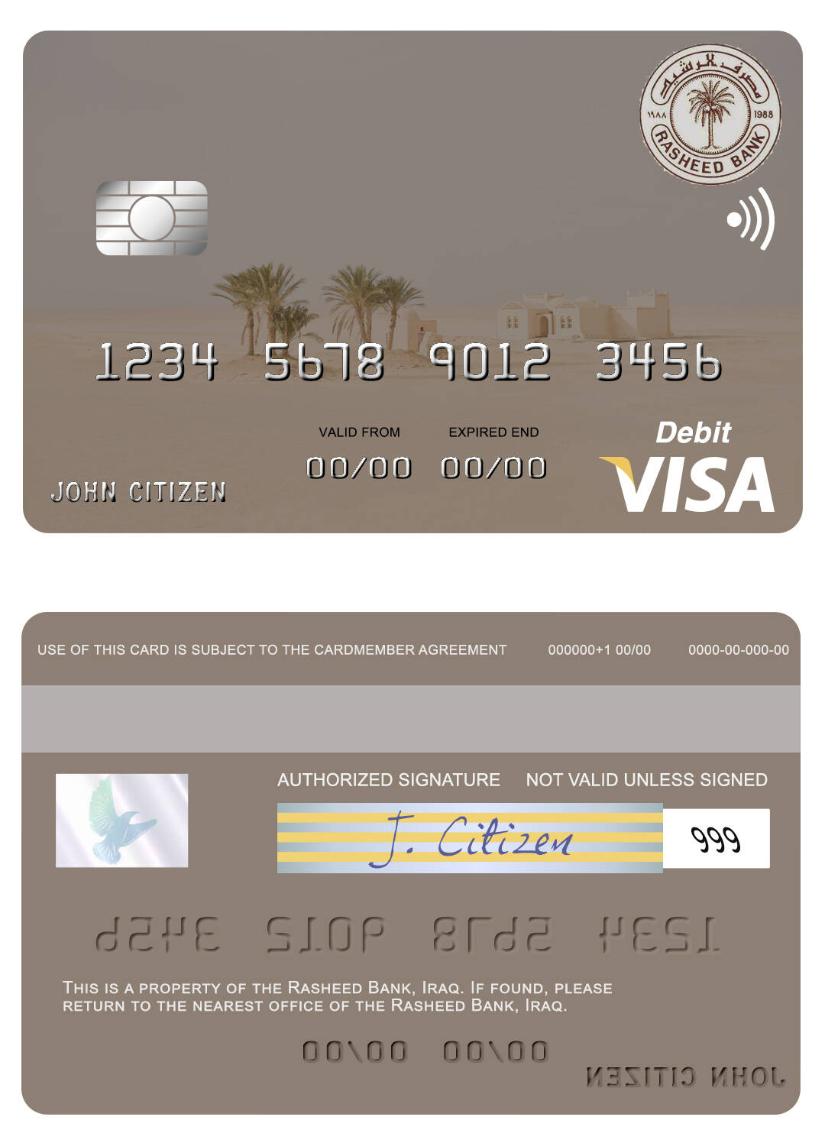 مصرف الرشيد
١٩٨٨ 1988
RASHEED BANK
1234 5678 9012 3456
VALID FROM EXPIRED END
00/00 00/00
JOHN CITIZEN
Debit
VISA
USE OF THIS CARD IS SUBJECT TO THE CARDMEMBER AGREEMENT 000000+1 00/00 0000-00-000-00
AUTHORIZED SIGNATURE NOT VALID UNLESS SIGNED
J. Citizen 999
1234 5678 9012 3456
THIS IS A PROPERTY OF THE RASHEED BANK, IRAQ. IF FOUND, PLEASE
RETURN TO THE NEAREST OFFICE OF THE RASHEED BANK, IRAQ.
00/00 00/00
JOHN CITIZEN